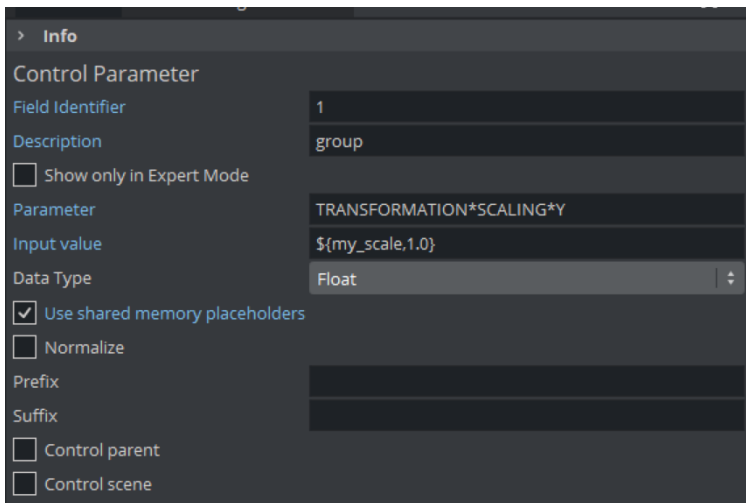 Info
Control Parameter
Field Identifier 1
Description group
Show only in Expert Mode
Parameter TRANSFORMATION*SCALING*Y
Input value ${my_scale,1.0}
Data Type Float
Use shared memory placeholders
Normalize
Prefix
Suffix
Control parent
Control scene